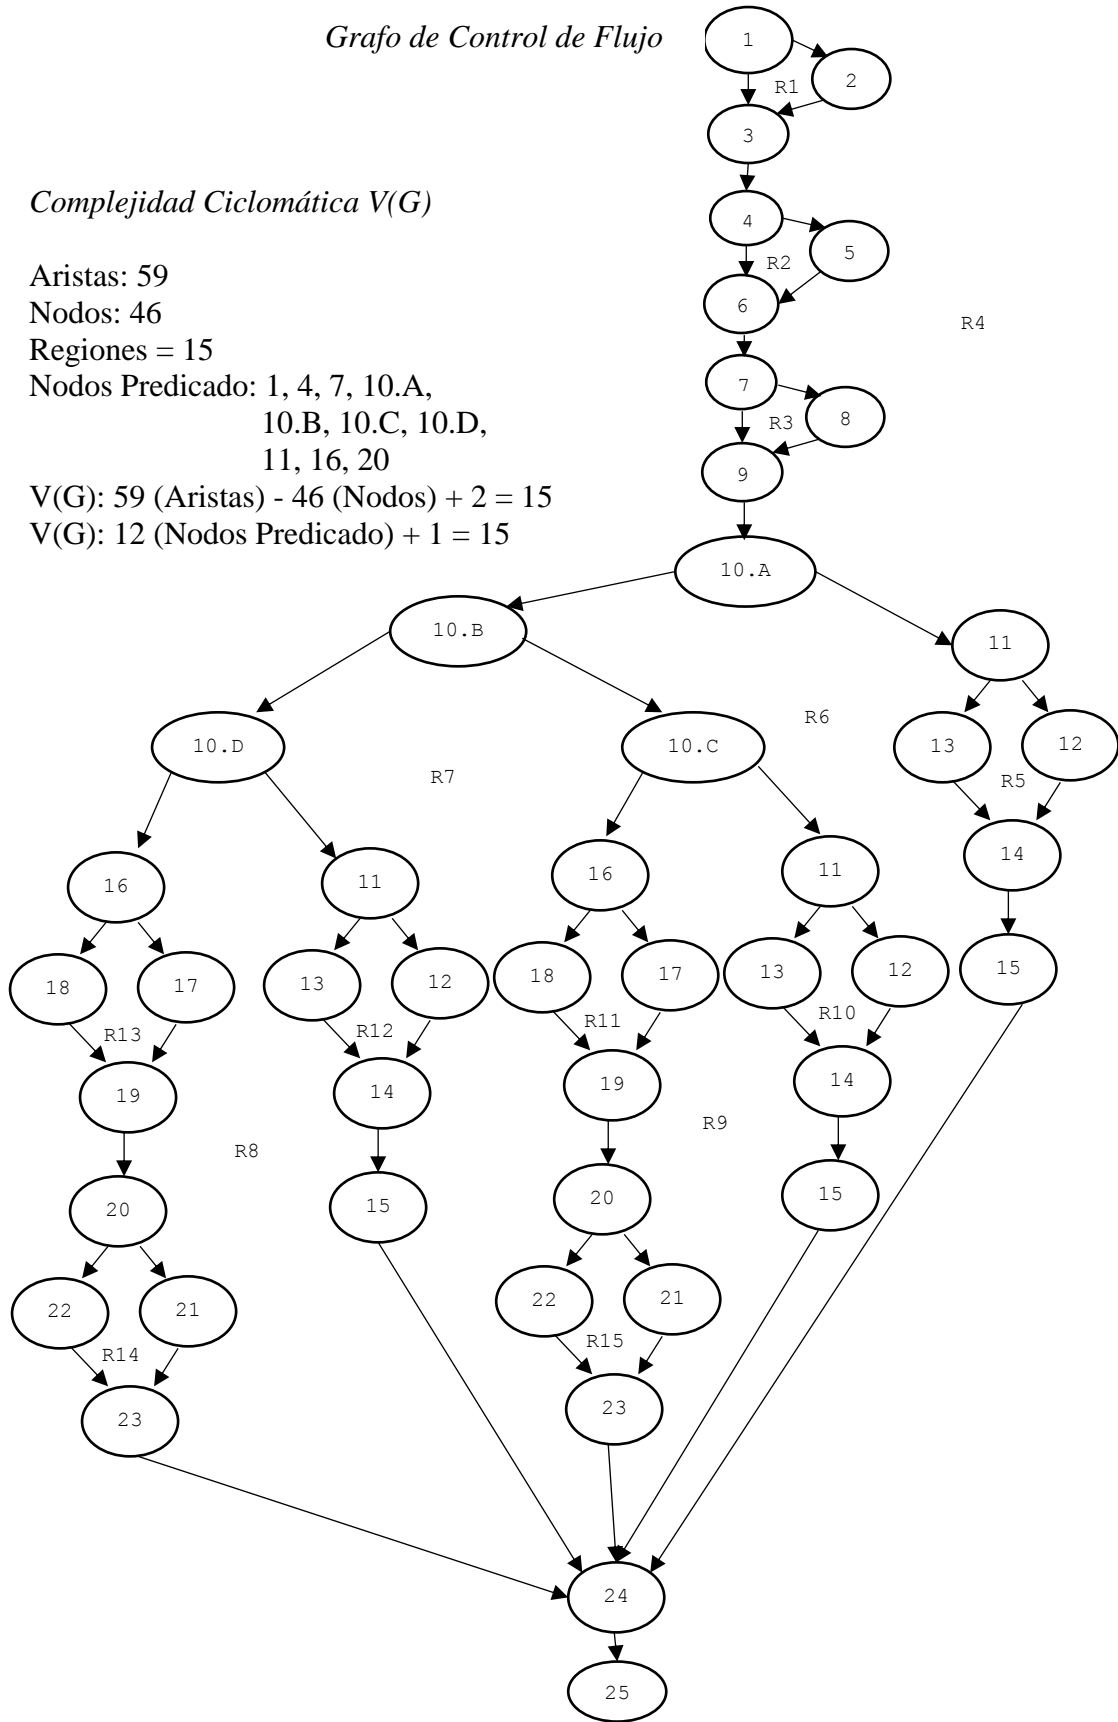 Grafo de Control de Flujo
1
2
R1
3
Complejidad Ciclomática V(G)
4
5
R2
Aristas: 59
6
Nodos: 46
R4
Regiones = 15
7
Nodos Predicado: 1, 4, 7, 10.A,
8
R3
10.B, 10.C, 10.D,
11, 16, 20
9
V(G): 59 (Aristas) - 46 (Nodos) + 2 = 15
V(G): 12 (Nodos Predicado) + 1 = 15
10.A
10.B
11
R6
10.D
10.C
13
12
R7
R5
14
16
11
16
11
15
18
17
13
12
18
17
13
12
R13
R12
R11
R10
19
14
19
14
R8
R9
20
15
20
15
22
21
22
21
R14
R15
23
23
24
25